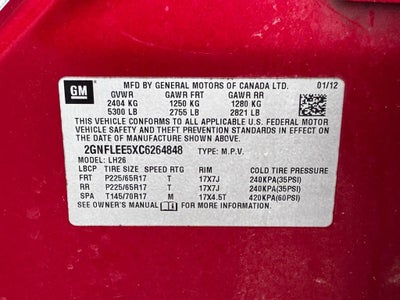 GM
MFD BY GENERAL MOTORS OF CANADA LTD. 01/12
GVWR GAWR FRT GAWR RR
2404 KG 1250 KG 1280 KG
5300 LB 2755 LB 2821 LB
THIS VEHICLE CONFORMS TO ALL APPLICABLE U.S. FEDERAL
MOTOR VEHICLE SAFETY AND THEFT PREVENTION STANDARDS IN EFFECT
ON THE DATE OF MANUFACTURE SHOWN ABOVE.
2GNFLEE5XC6264848 TYPE: M.P.V.
MODEL: LH26
LBCP TIRE SIZE SPEED RTG RIM COLD TIRE PRESSURE
FRT P225/65R17 T 17X7J 240KPA(35PSI)
RR P225/65R17 T 17X7J 240KPA(35PSI)
SPA T145/70R17 M 17X4.5T 420KPA(60PSI)
SEE OWNER'S MANUAL FOR MORE INFORMATION.